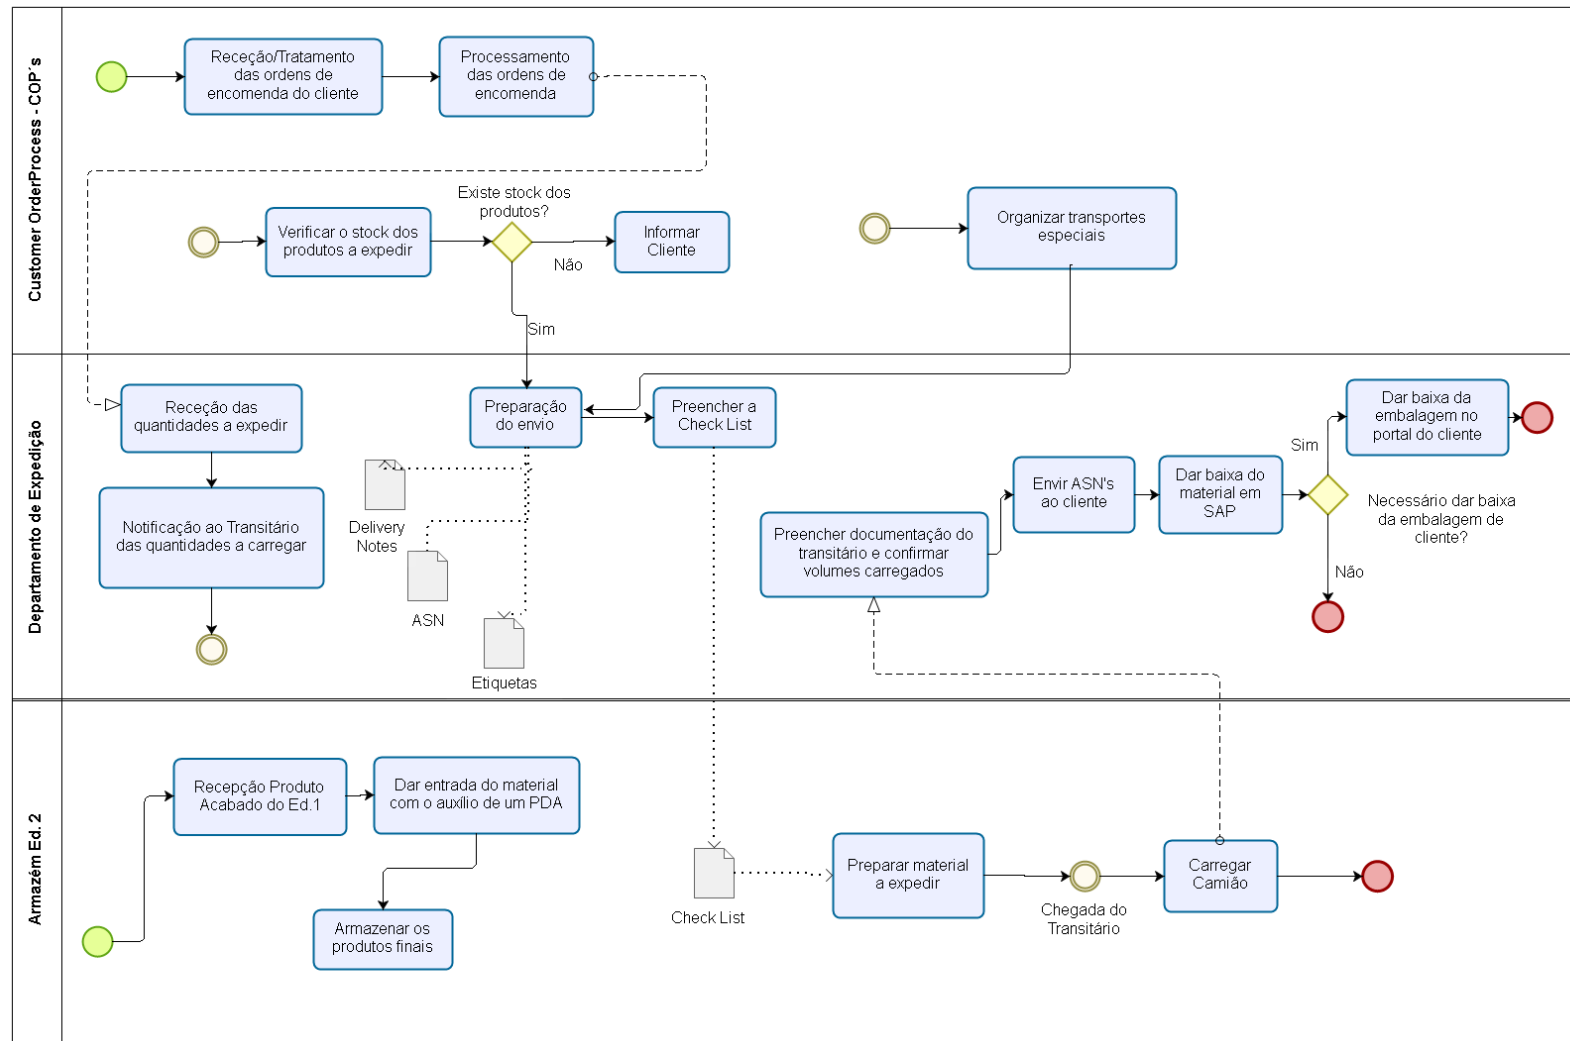 Customer OrderProcess - COP´s
Receção/Tratamento
das ordens de
encomenda do cliente
Processamento
das ordens de
encomenda
Verificar o stock dos
produtos a expedir
Existe stock dos
produtos?
Não
Sim
Informar
Cliente
Organizar transportes
especiais
Departamento de Expedição
Receção das
quantidades a expedir
Notificação ao Transitário
das quantidades a carregar
Preparação
do envio
Preencher a
Check List
Delivery
Notes
ASN
Etiquetas
Preencher documentação do
transitário e confirmar
volumes carregados
Envir ASN's
ao cliente
Dar baixa do
material em
SAP
Sim
Dar baixa da
embalagem no
portal do cliente
Necessário dar baixa
da embalagem de
cliente?
Não
Armazém Ed. 2
Recepção Produto
Acabado do Ed.1
Dar entrada do material
com o auxílio de um PDA
Armazenar os
produtos finais
Check List
Preparar material
a expedir
Chegada do
Transitário
Carregar
Camião